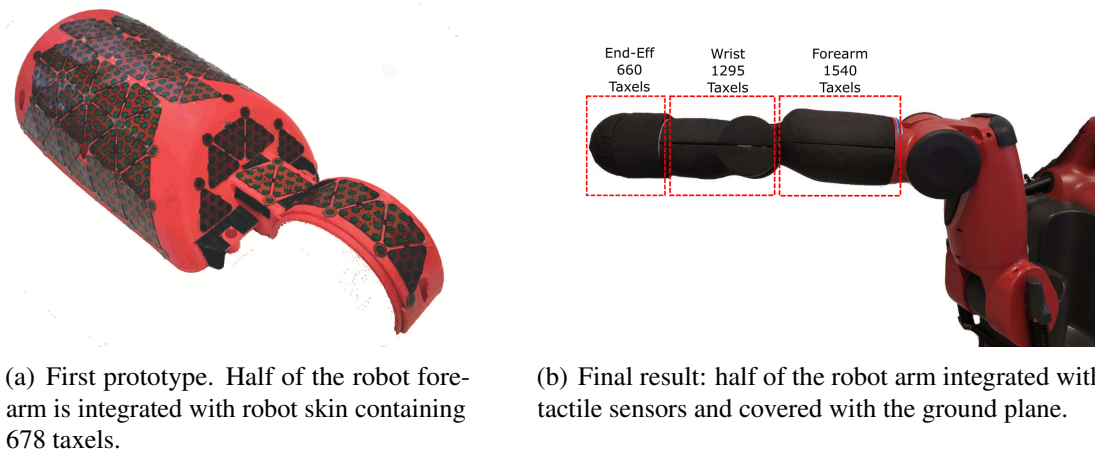 End-Eff
660
Taxels
Wrist
1295
Taxels
Forearm
1540
Taxels
(a) First prototype. Half of the robot fore-
arm is integrated with robot skin containing
678 taxels.
(b) Final result: half of the robot arm integrated with
tactile sensors and covered with the ground plane.